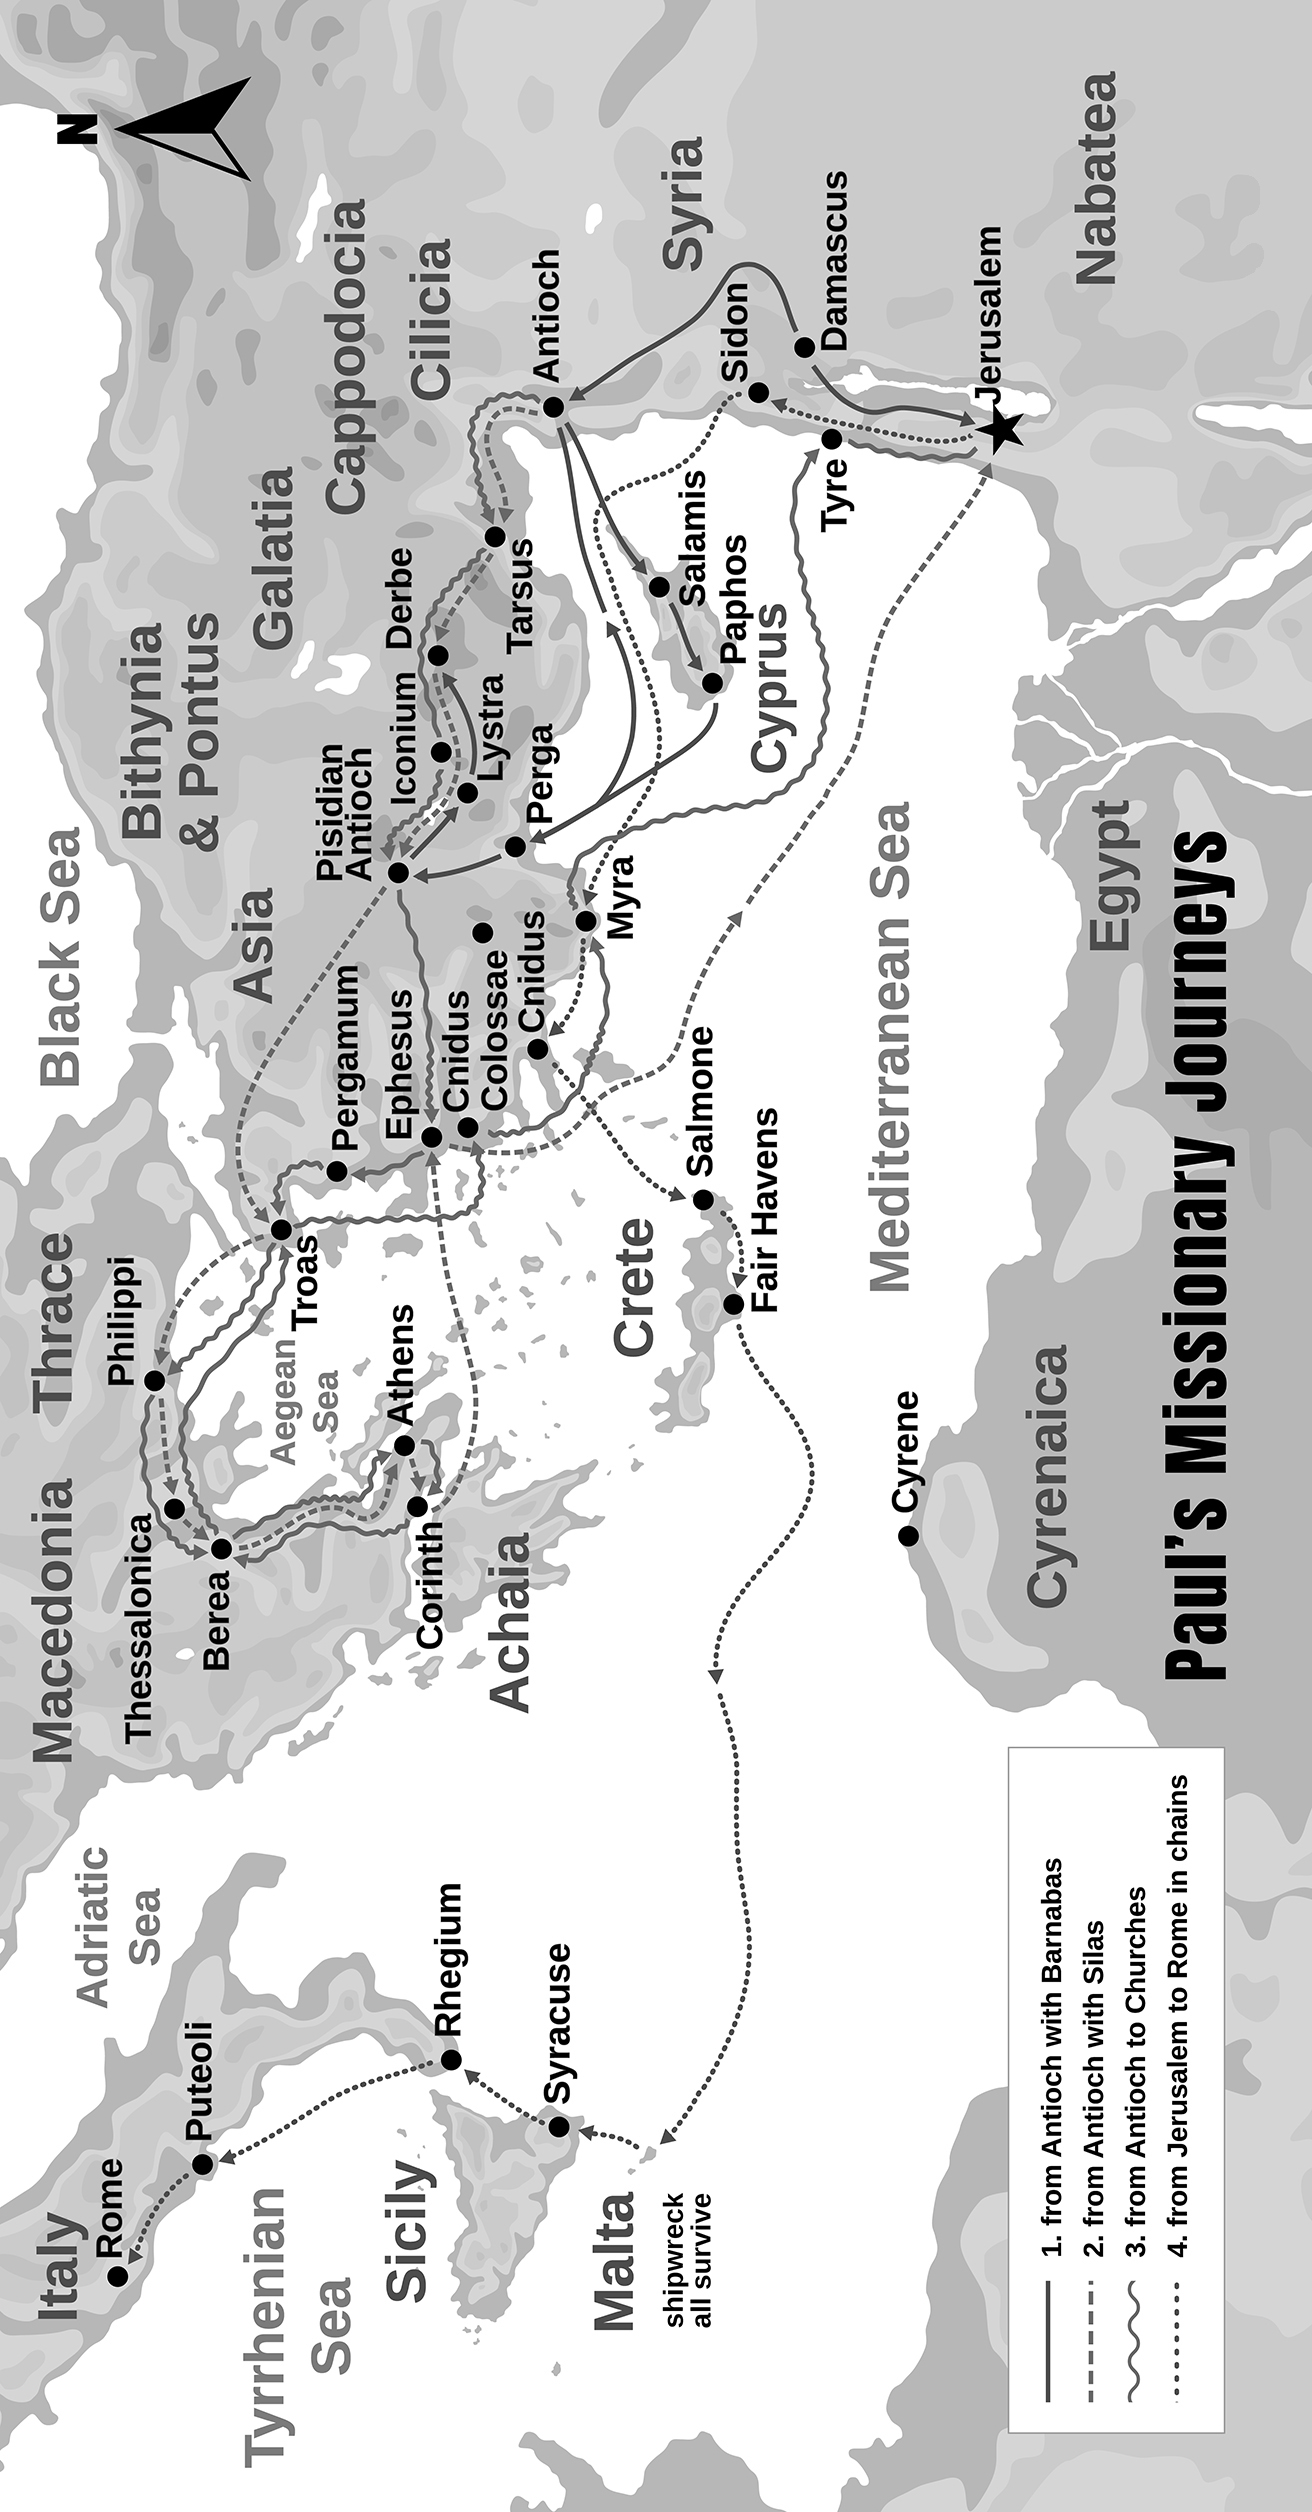 N
Black Sea
Adriatic
Sea
Aegean
Sea
Tyrrhenian
Sea
Mediterranean Sea
Italy
Macedonia
Thrace
Bithynia
& Pontus
Asia
Galatia
Cappodocia
Cilicia
Syria
Nabatea
Achaia
Sicily
Malta
shipwreck
all survive
Crete
Cyprus
Egypt
Cyrenaica
Rome
Puteoli
Rhegium
Syracuse
Thessalonica
Berea
Philippi
Corinth
Athens
Troas
Pergamum
Ephesus
Cnidus
Colossae
Cnidus
Pisidian
Antioch
Iconium
Derbe
Lystra
Perga
Myra
Tarsus
Antioch
Salmone
Fair Havens
Salamis
Paphos
Sidon
Tyre
Damascus
Jerusalem
Cyrene
1. from Antioch with Barnabas
2. from Antioch with Silas
3. from Antioch to Churches
4. from Jerusalem to Rome in chains
Paul's Missionary Journeys